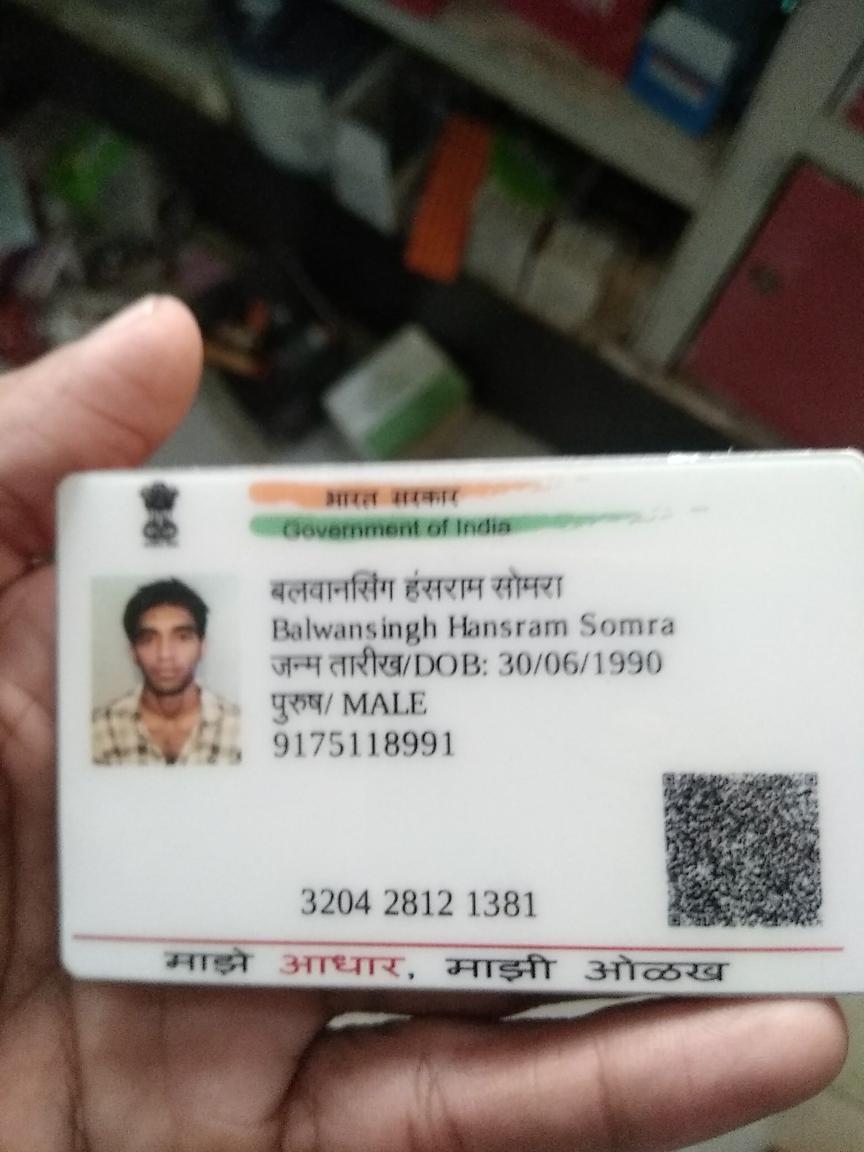 भारत सरकार
Government of India
बलवानसिंग हंसराम सोमरा
Balwansingh Hansram Somra
जन्म तारीख/DOB: 30/06/1990
पुरुष/ MALE
9175118991
3204 2812 1381
माझे आधार, माझी ओळख